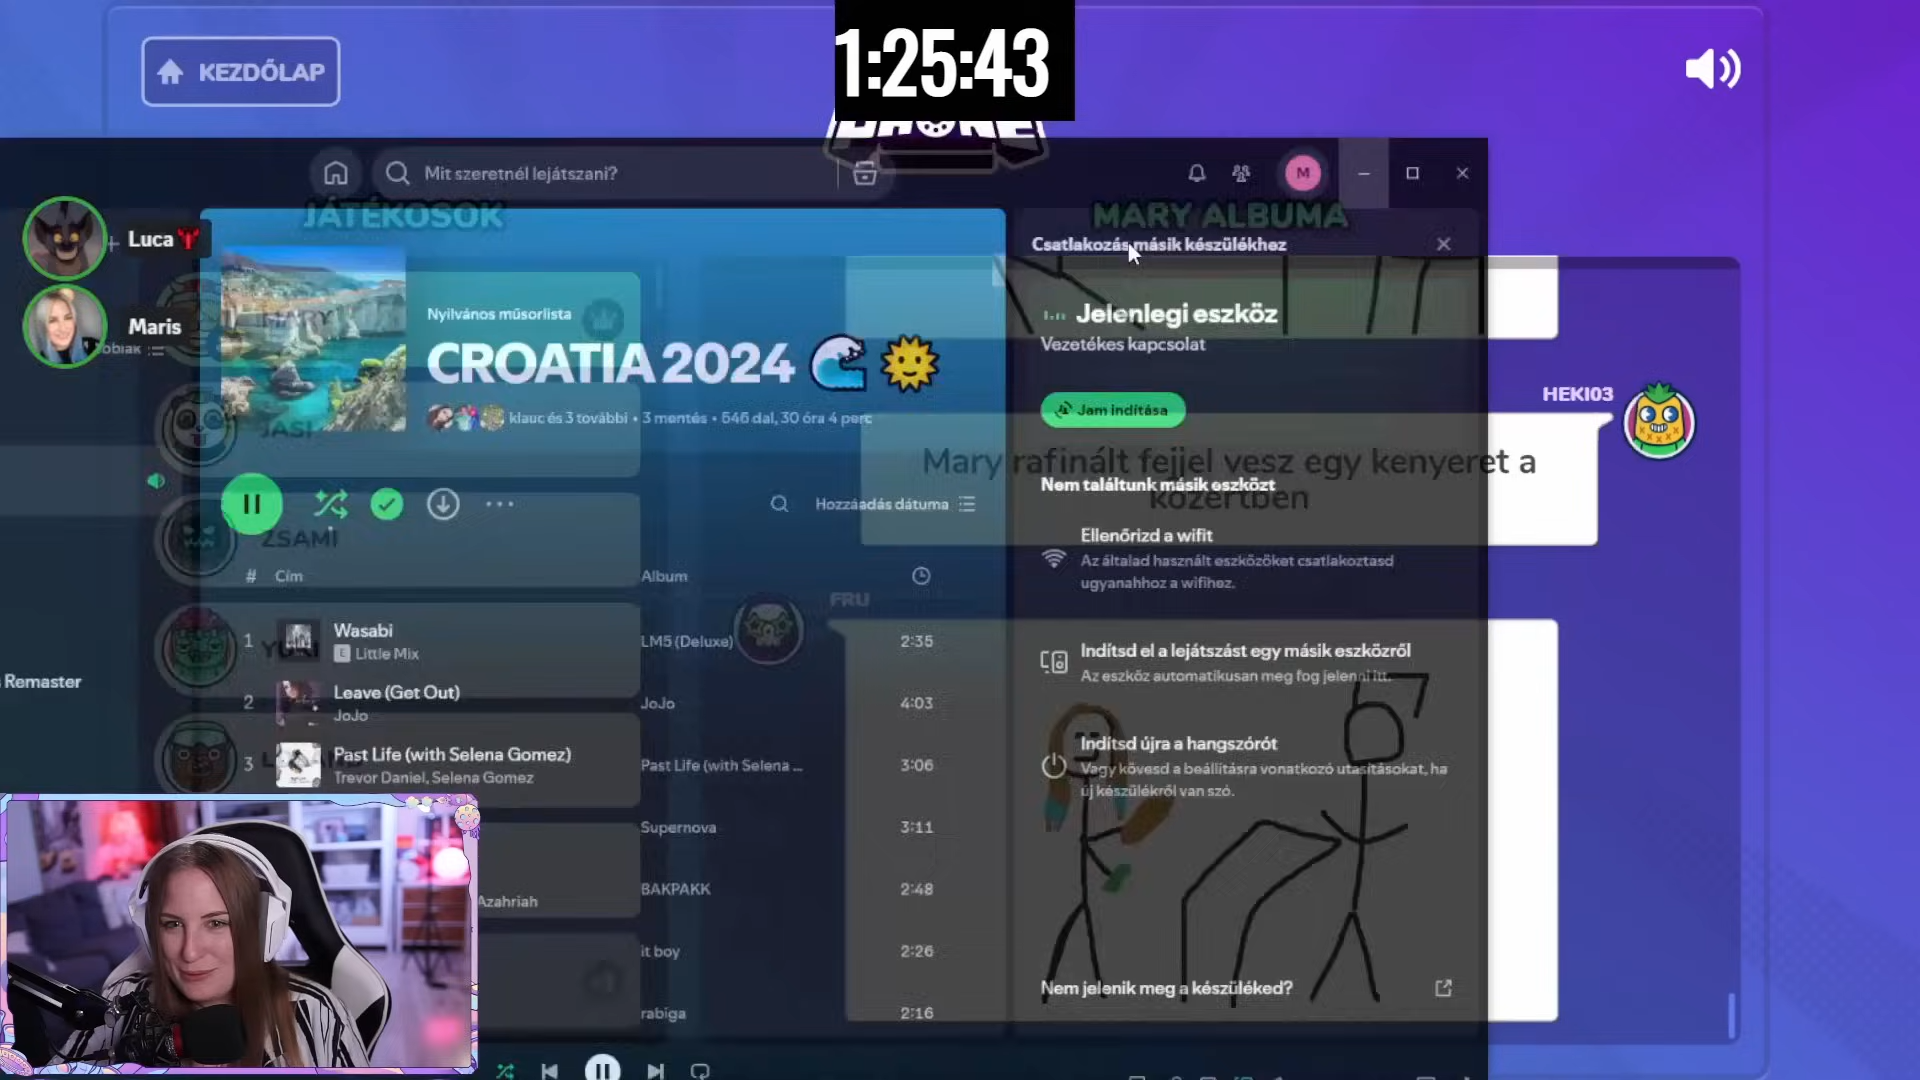 1:25:43
KEZDŐLAP
PHONE
Mit szeretnél lejátszani?
M
JÁTÉKOSOK
MARY ALBUMA
Luca
Maris
Csatlakozás másik készülékhez
Nyilvános műsorlista
CROATIA 2024
klauc és 3 további • 3 mentés • 546 dal, 30 óra 4 perc
Jelenlegi eszköz
Vezetékes kapcsolat
Jam indítása
HEKI03
JASI
Mary rafinált fejjel vesz egy kenyeret a
közértben
Nem találtunk másik eszközt
Hozzáadás dátuma
ZSAMI
Ellenőrizd a wifit
Az általad használt eszközöket csatlakoztasd
ugyanahhoz a wifihez.
# Cím
Album
FRU
1
Wasabi
E Little Mix
LM5 (Deluxe)
2:35
Indítsd el a lejátszást egy másik eszközről
Az eszköz automatikusan meg fog jelenni itt.
Remaster
2
Leave (Get Out)
JoJo
JoJo
4:03
3
Past Life (with Selena Gomez)
Trevor Daniel, Selena Gomez
Past Life (with Selena ...
3:06
Indítsd újra a hangszórót
Vagy kövesd a beállításra vonatkozó utasításokat, ha
új készülékről van szó.
Supernova
3:11
BAKPAKK
2:48
Azahriah
it boy
2:26
rabiga
2:16
Nem jelenik meg a készüléked?